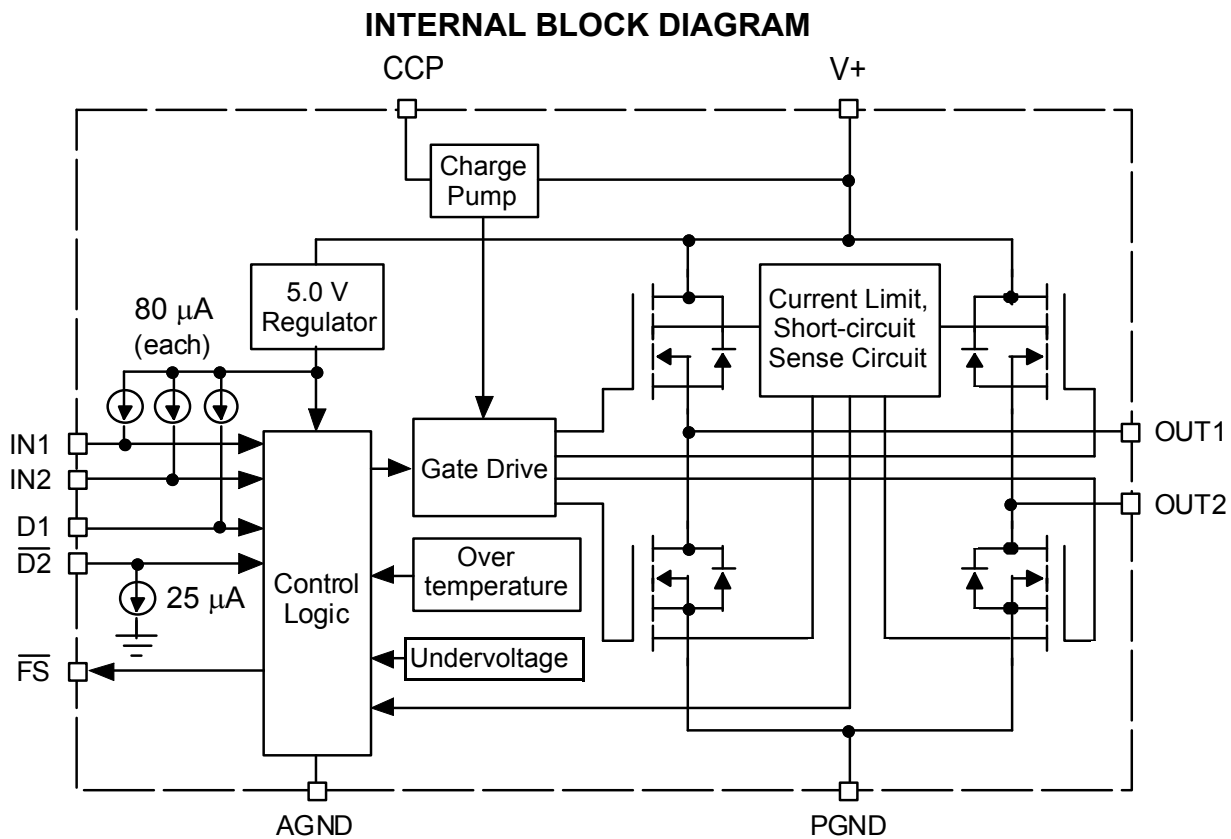 INTERNAL BLOCK DIAGRAM
CCP
V+
Charge
Pump
5.0 V
Regulator
80 μA
(each)
Current Limit,
Short-circuit
Sense Circuit
IN1
IN2
D1
D2
Gate Drive
OUT1
OUT2
Control
Logic
Over
temperature
25 μA
Undervoltage
FS
AGND
PGND